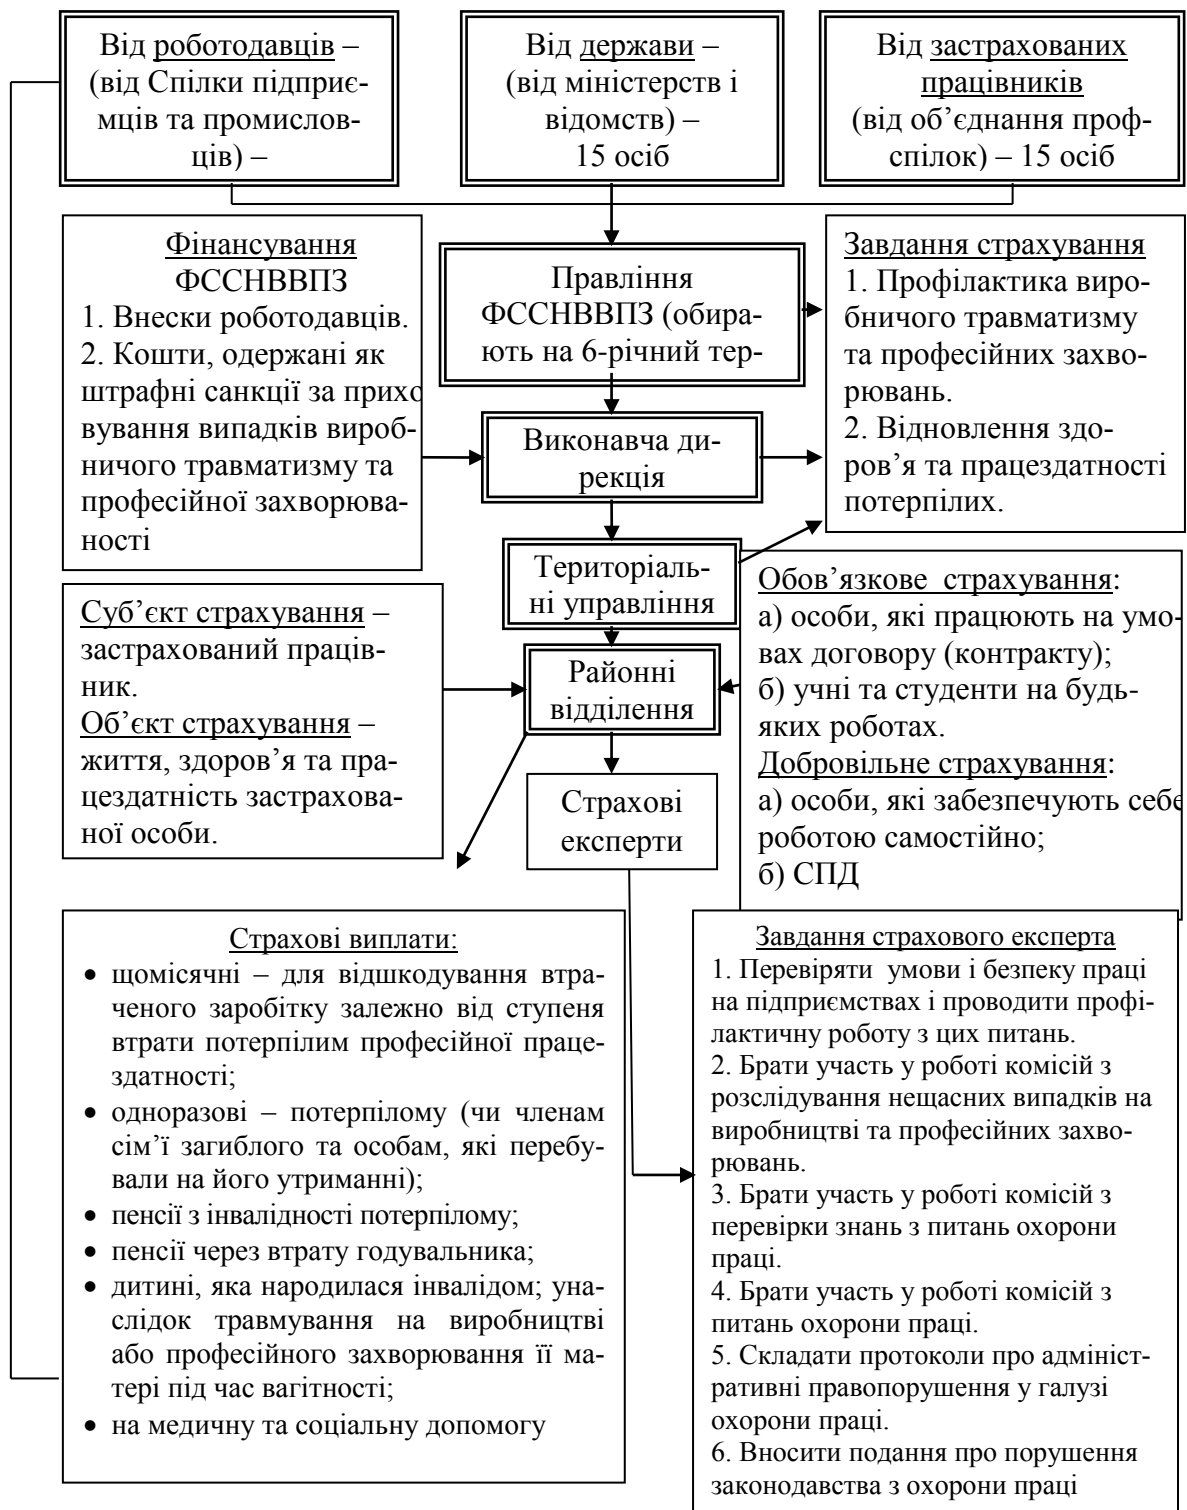 Від роботодавців –
(від Спілки підприє-
мців та промислов-
ців) –
Від держави –
(від міністерств і
відомств) –
15 осіб
Від застрахованих
працівників
(від об’єднання проф-
спілок) – 15 осіб
Фінансування
ФССНВВПЗ
1. Внески роботодавців.
2. Кошти, одержані як
штрафні санкції за прихо
вування випадків вироб-
ничого травматизму та
професійної захворюва-
ності
Правління
ФССНВВПЗ (обира-
ють на 6-річний тер-
Завдання страхування
1. Профілактика виро-
бничого травматизму
та професійних захво-
рювань.
2. Відновлення здо-
ров’я та працездатності
потерпілих.
Виконавча ди-
рекція
Територіаль-
ні управління
Суб’єкт страхування –
застрахований праців-
ник.
Об’єкт страхування –
життя, здоров’я та пра-
цездатність застрахова-
ної особи.
Районні
відділення
Обов’язкове страхування:
а) особи, які працюють на умо-
вах договору (контракту);
б) учні та студенти на будь-
яких роботах.
Добровільне страхування:
а) особи, які забезпечують себе
роботою самостійно;
б) СПД
Страхові
експерти
Страхові виплати:
• щомісячні – для відшкодування втра-
ченого заробітку залежно від ступеня
втрати потерпілим професійної праце-
здатності;
• одноразові – потерпілому (чи членам
сім’ї загиблого та особам, які перебу-
вали на його утриманні);
• пенсії з інвалідності потерпілому;
• пенсії через втрату годувальника;
• дитині, яка народилася інвалідом; уна-
слідок травмування на виробництві
або професійного захворювання її ма-
тері під час вагітності;
• на медичну та соціальну допомогу
Завдання страхового експерта
1. Перевіряти умови і безпеку праці
на підприємствах і проводити профі-
лактичну роботу з цих питань.
2. Брати участь у роботі комісій з
розслідування нещасних випадків на
виробництві та професійних захво-
рювань.
3. Брати участь у роботі комісій з
перевірки знань з питань охорони
праці.
4. Брати участь у роботі комісій з
питань охорони праці.
5. Складати протоколи про адмініст-
ративні правопорушення у галузі
охорони праці.
6. Вносити подання про порушення
законодавства з охорони праці